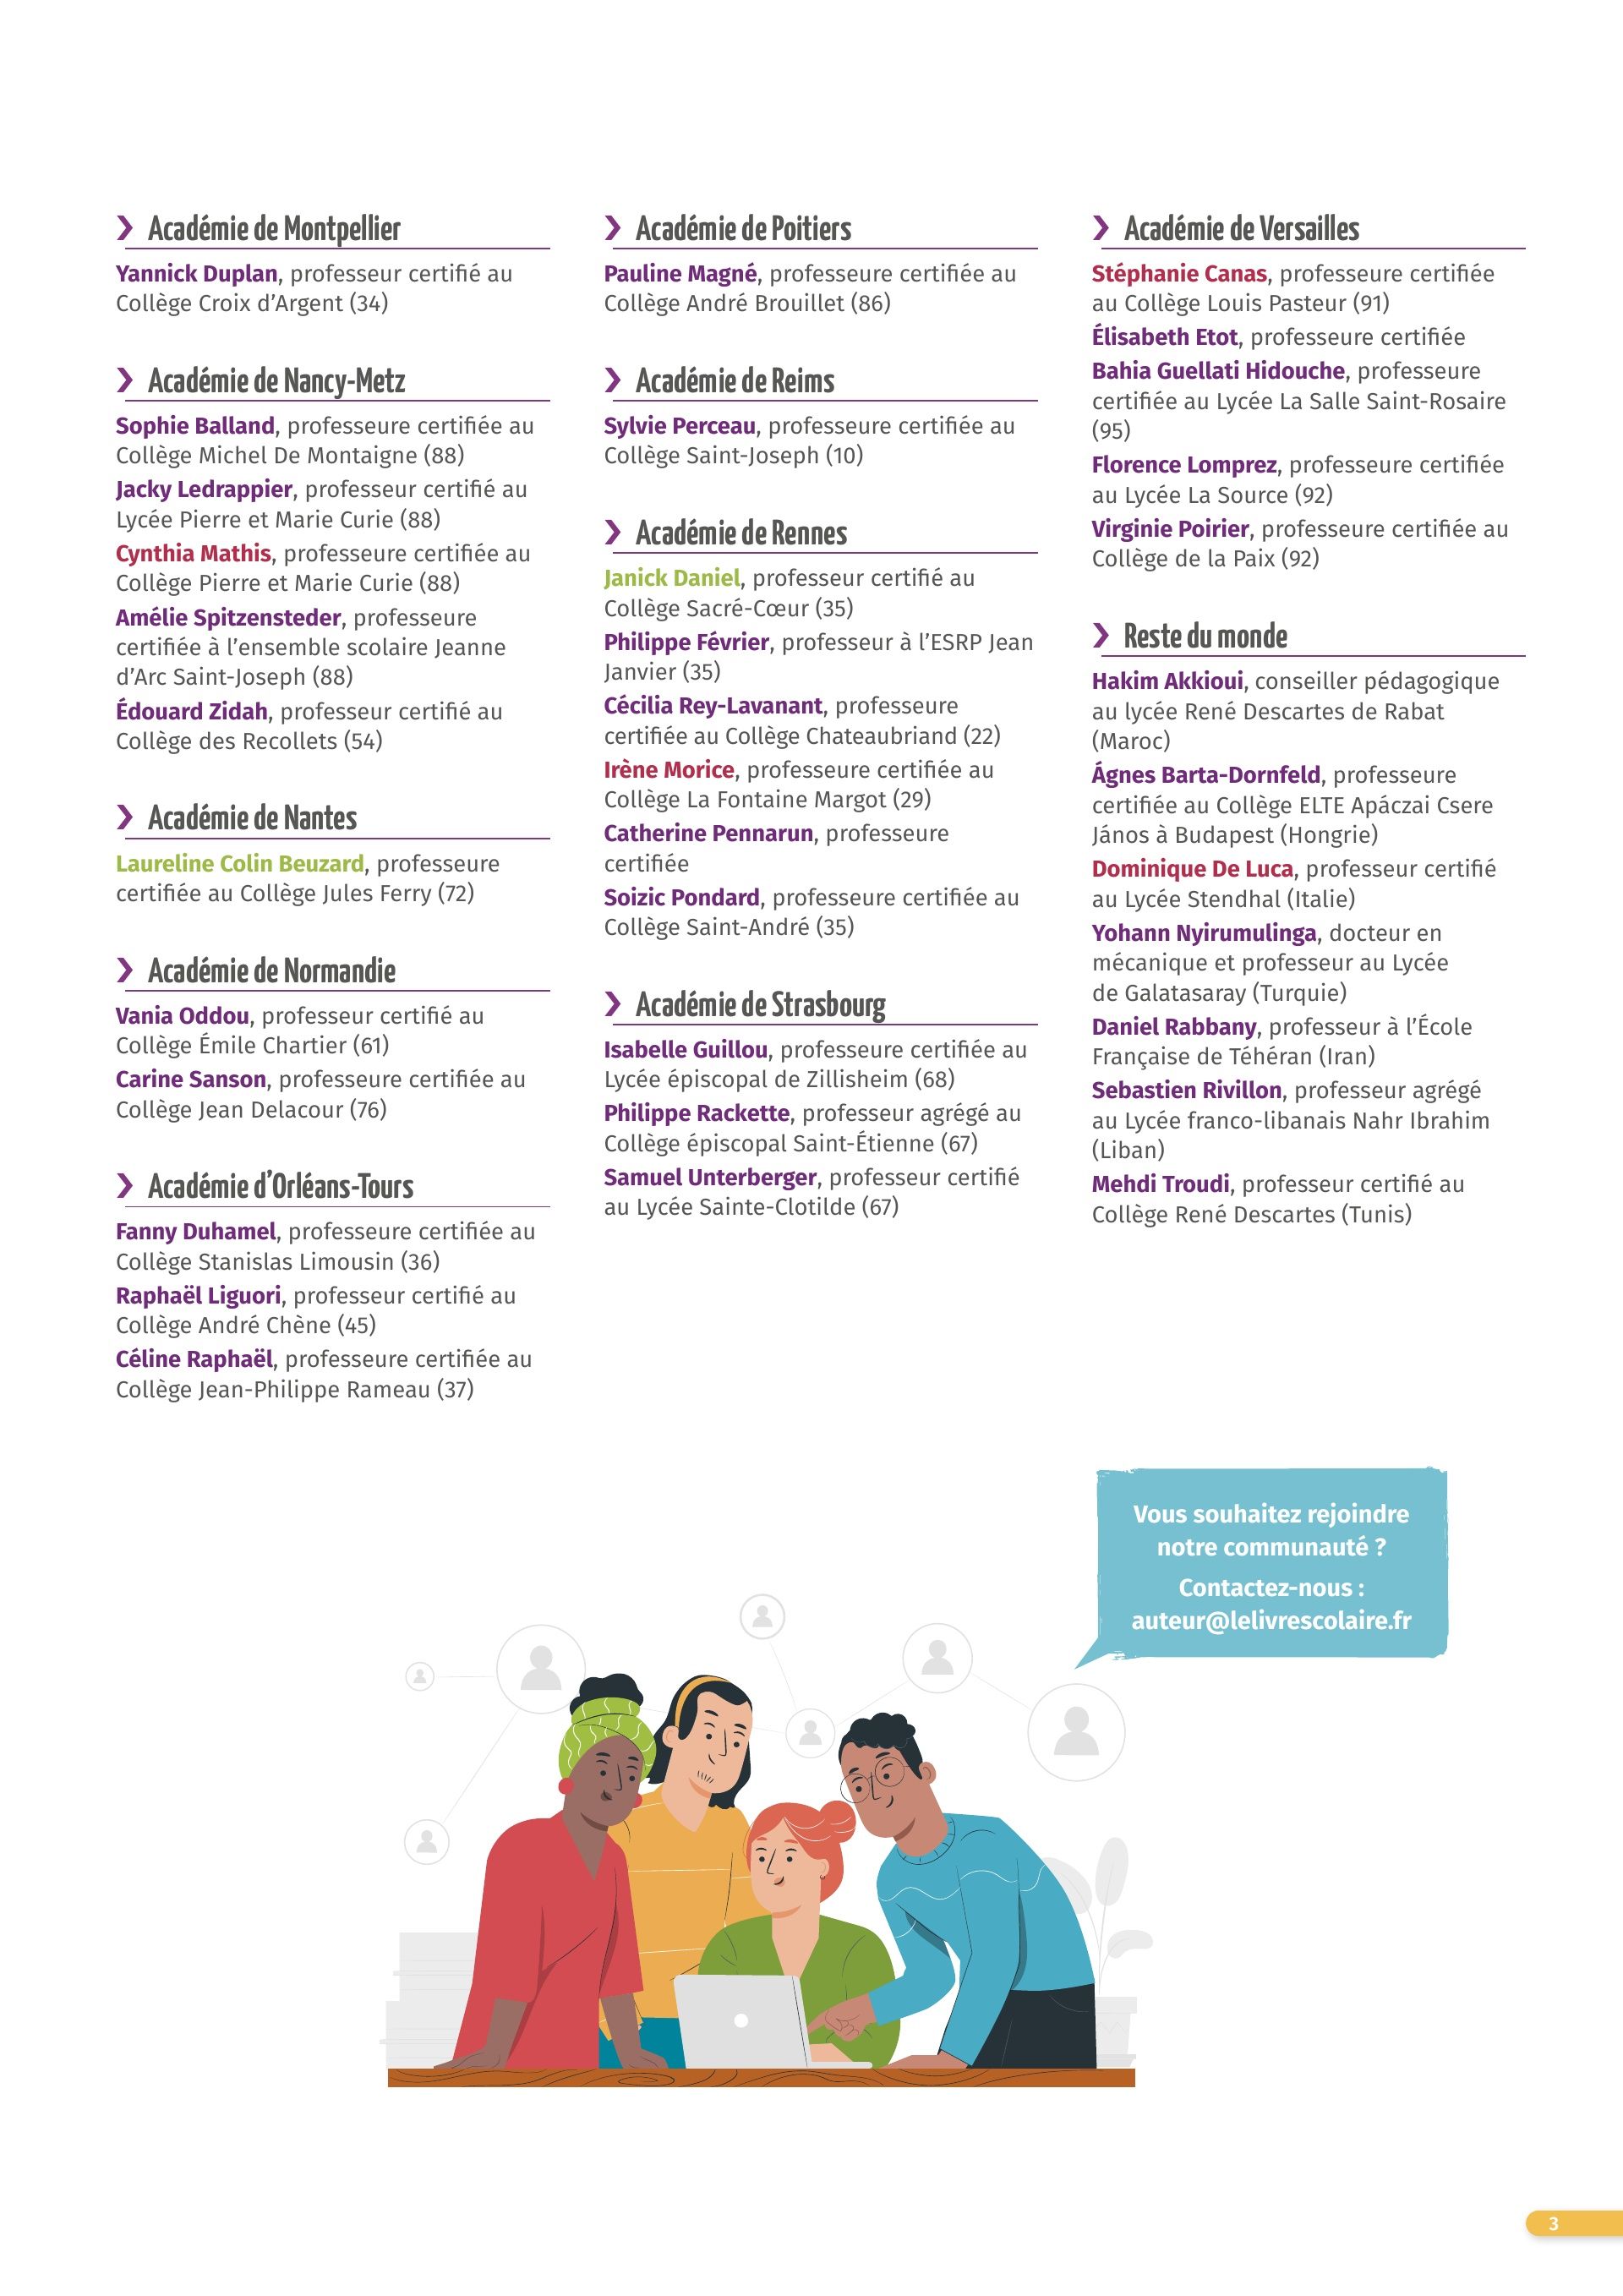 Académie de Montpellier
Yannick Duplan, professeur certifié au
Collège Croix d’Argent (34)
Académie de Nancy-Metz
Sophie Balland, professeure certifiée au
Collège Michel De Montaigne (88)
Jacky Ledrappier, professeur certifié au
Lycée Pierre et Marie Curie (88)
Cynthia Mathis, professeure certifiée au
Collège Pierre et Marie Curie (88)
Amélie Spitzensteder, professeure
certifiée à l’ensemble scolaire Jeanne
d’Arc Saint-Joseph (88)
Édouard Zidah, professeur certifié au
Collège des Recollets (54)
Académie de Nantes
Laureline Colin Beuzard, professeure
certifiée au Collège Jules Ferry (72)
Académie de Normandie
Vania Oddou, professeur certifié au
Collège Émile Chartier (61)
Carine Sanson, professeure certifiée au
Collège Jean Delacour (76)
Académie d’Orléans-Tours
Fanny Duhamel, professeure certifiée au
Collège Stanislas Limousin (36)
Raphaël Liguori, professeur certifié au
Collège André Chène (45)
Céline Raphaël, professeure certifiée au
Collège Jean-Philippe Rameau (37)
Académie de Poitiers
Pauline Magné, professeure certifiée au
Collège André Brouillet (86)
Académie de Reims
Sylvie Perceau, professeure certifiée au
Collège Saint-Joseph (10)
Académie de Rennes
Janick Daniel, professeur certifié au
Collège Sacré-Cœur (35)
Philippe Février, professeur à l’ESRP Jean
Janvier (35)
Cécilia Rey-Lavanant, professeure
certifiée au Collège Chateaubriand (22)
Irène Morice, professeure certifiée au
Collège La Fontaine Margot (29)
Catherine Pennarun, professeure
certifiée
Soizic Pondard, professeure certifiée au
Collège Saint-André (35)
Académie de Strasbourg
Isabelle Guillou, professeure certifiée au
Lycée épiscopal de Zillisheim (68)
Philippe Rackette, professeur agrégé au
Collège épiscopal Saint-Étienne (67)
Samuel Unterberger, professeur certifié
au Lycée Sainte-Clotilde (67)
Académie de Versailles
Stéphanie Canas, professeure certifiée
au Collège Louis Pasteur (91)
Élisabeth Etot, professeure certifiée
Bahia Guellati Hidouche, professeure
certifiée au Lycée La Salle Saint-Rosaire
(95)
Florence Lomprez, professeure certifiée
au Lycée La Source (92)
Virginie Poirier, professeure certifiée au
Collège de la Paix (92)
Reste du monde
Hakim Akkioui, conseiller pédagogique
au lycée René Descartes de Rabat
(Maroc)
Ágnes Barta-Dornfeld, professeure
certifiée au Collège ELTE Apáczai Csere
János à Budapest (Hongrie)
Dominique De Luca, professeur certifié
au Lycée Stendhal (Italie)
Yohann Nyirumulinga, docteur en
mécanique et professeur au Lycée
de Galatasaray (Turquie)
Daniel Rabbany, professeur à l’École
Française de Téhéran (Iran)
Sebastien Rivillon, professeur agrégé
au Lycée franco-libanais Nahr Ibrahim
(Liban)
Mehdi Troudi, professeur certifié au
Collège René Descartes (Tunis)
Vous souhaitez rejoindre
notre communauté ?
Contactez-nous :
auteur@lelivrescolaire.fr
3